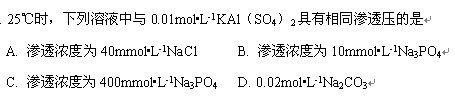 25℃时，下列溶液中与 0.01mol•L⁻¹KAl（SO₄）₂具有相同渗透压的是↵
A. 渗透浓度为 40mmol•L⁻¹NaCl B. 渗透浓度为 10mmol•L⁻¹Na₃PO₄↵
C. 渗透浓度为 400mmol•L⁻¹Na₃PO₄ D. 0.02mol•L⁻¹Na₂CO₃↵